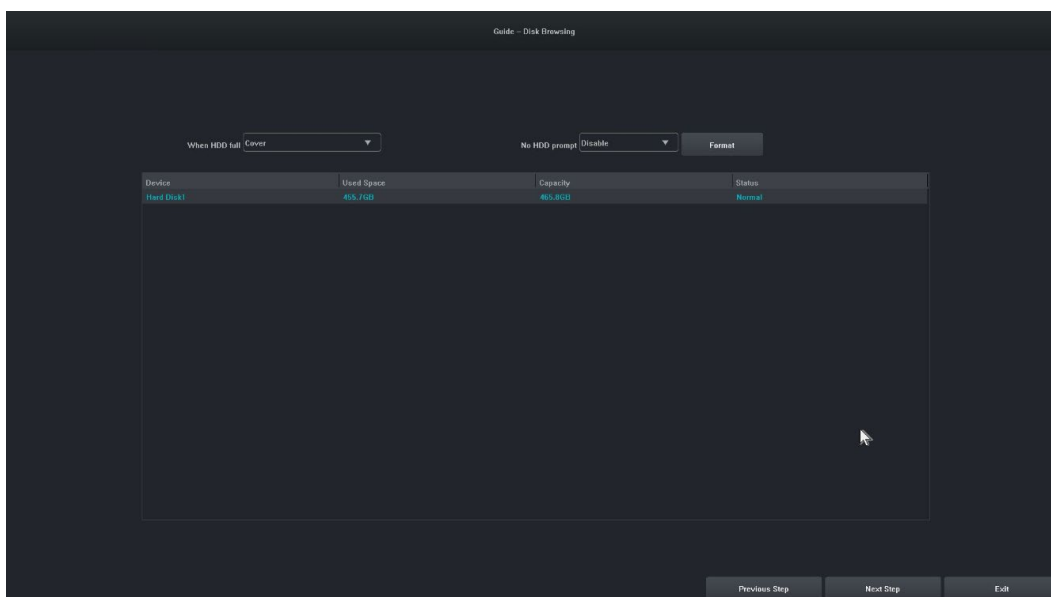 Guide - Disk Browsing
When HDD full Cover No HDD prompt Disable Format
Device Used Space Capacity Status
Hard Disk1 455.7GB 465.8GB Normal
Previous Step Next Step Exit